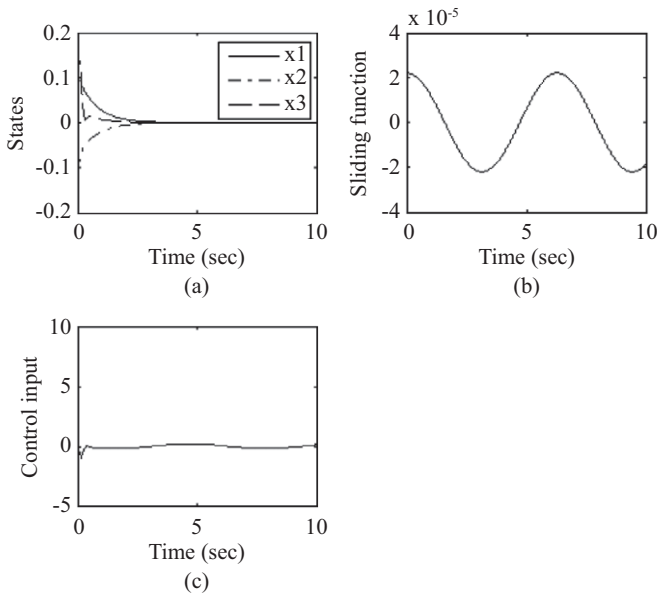 0.2
0.1
0
-0.1
-0.2
States
x1
x2
x3
0 5 10
Time (sec)
(a)
x 10-5
4
2
0
-2
-4
Sliding function
0 5 10
Time (sec)
(b)
10
5
0
-5
Control input
0 5 10
Time (sec)
(c)